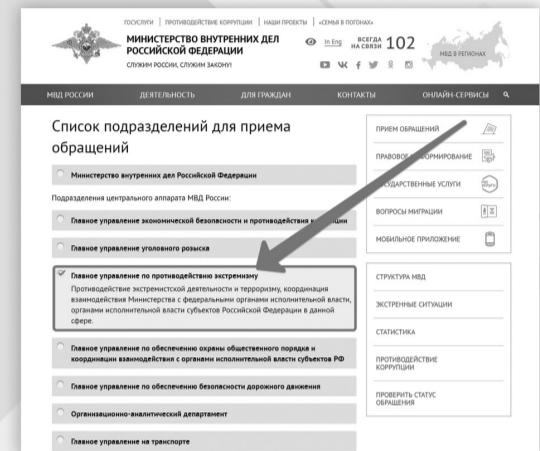 ГОСУСЛУГИ | ПРОТИВОДЕЙСТВИЕ КОРРУПЦИИ | НАШИ ПРОЕКТЫ | «СЕМЬЯ В ПОГОНАХ»
МИНИСТЕРСТВО ВНУТРЕННИХ ДЕЛ
РОССИЙСКОЙ ФЕДЕРАЦИИ
СЛУЖИМ РОССИИ, СЛУЖИМ ЗАКОНУ!
In Eng
ВСЕГДА
НА СВЯЗИ 102
МВД В РЕГИОНАХ
МВД РОССИИ ДЕЯТЕЛЬНОСТЬ ДЛЯ ГРАЖДАН КОНТАКТЫ ОНЛАЙН-СЕРВИСЫ
Список подразделений для приема
обращений
Министерство внутренних дел Российской Федерации
Подразделения центрального аппарата МВД России:
Главное управление экономической безопасности и противодействия
Главное управление уголовного розыска
Главное управление по противодействию экстремизму
Противодействие экстремистской деятельности и терроризму, координация
взаимодействия Министерства с федеральными органами исполнительной власти,
органами исполнительной власти субъектов Российской Федерации в данной
сфере.
Главное управление по обеспечению охраны общественного порядка и
координации взаимодействия с органами исполнительной власти субъектов РФ
Главное управление по обеспечению безопасности дорожного движения
Организационно-аналитический департамент
Главное управление на транспорте
ПРИЕМ ОБРАЩЕНИЙ
ПРАВОВОЕ
УСЛУГИ
ВОПРОСЫ МИГРАЦИИ
МОБИЛЬНОЕ ПРИЛОЖЕНИЕ
СТРУКТУРА МВД
ЭКСТРЕННЫЕ СИТУАЦИИ
СТАТИСТИКА
ПРОТИВОДЕЙСТВИЕ
КОРРУПЦИИ
ПРОВЕРИТЬ СТАТУС
ОБРАЩЕНИЯ